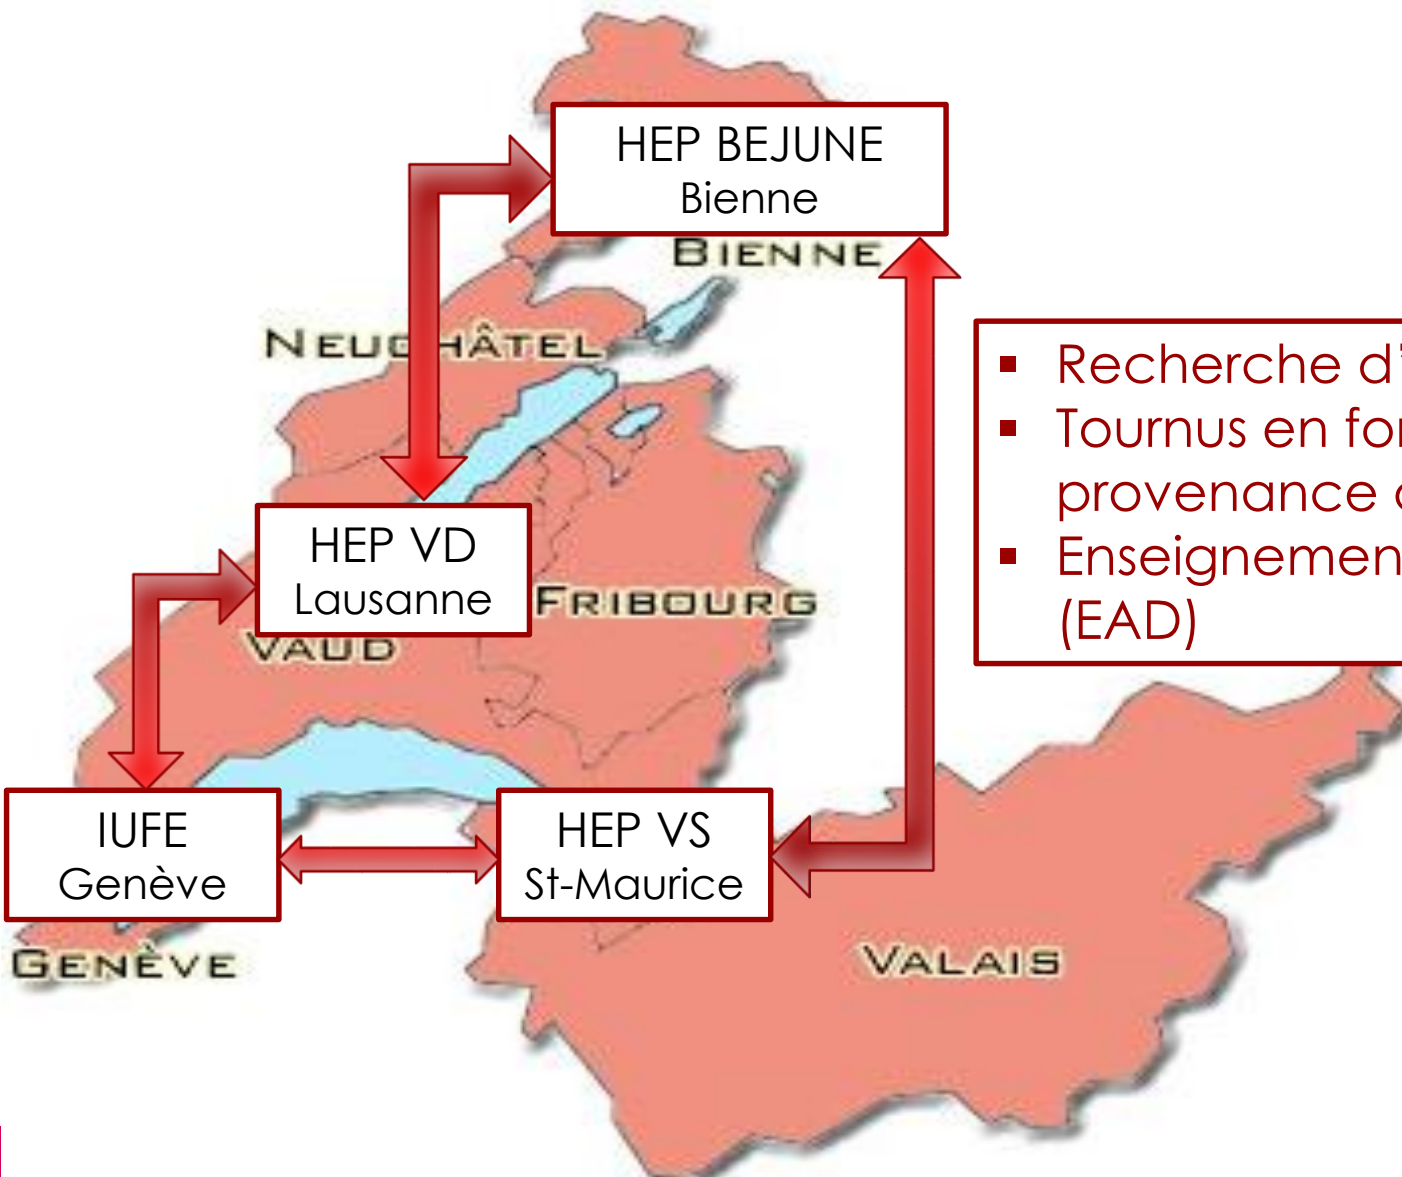 HEP BEJUNE
Bienne
BIENNE
NEUCHÂTEL
▪ Recherche d'
▪ Tournus en
provenance
▪
(EAD)
HEP VD
Lausanne
FRIBOURG
VAUD
IUFE
Genève
HEP VS
St-Maurice
GENÈVE
VALAIS